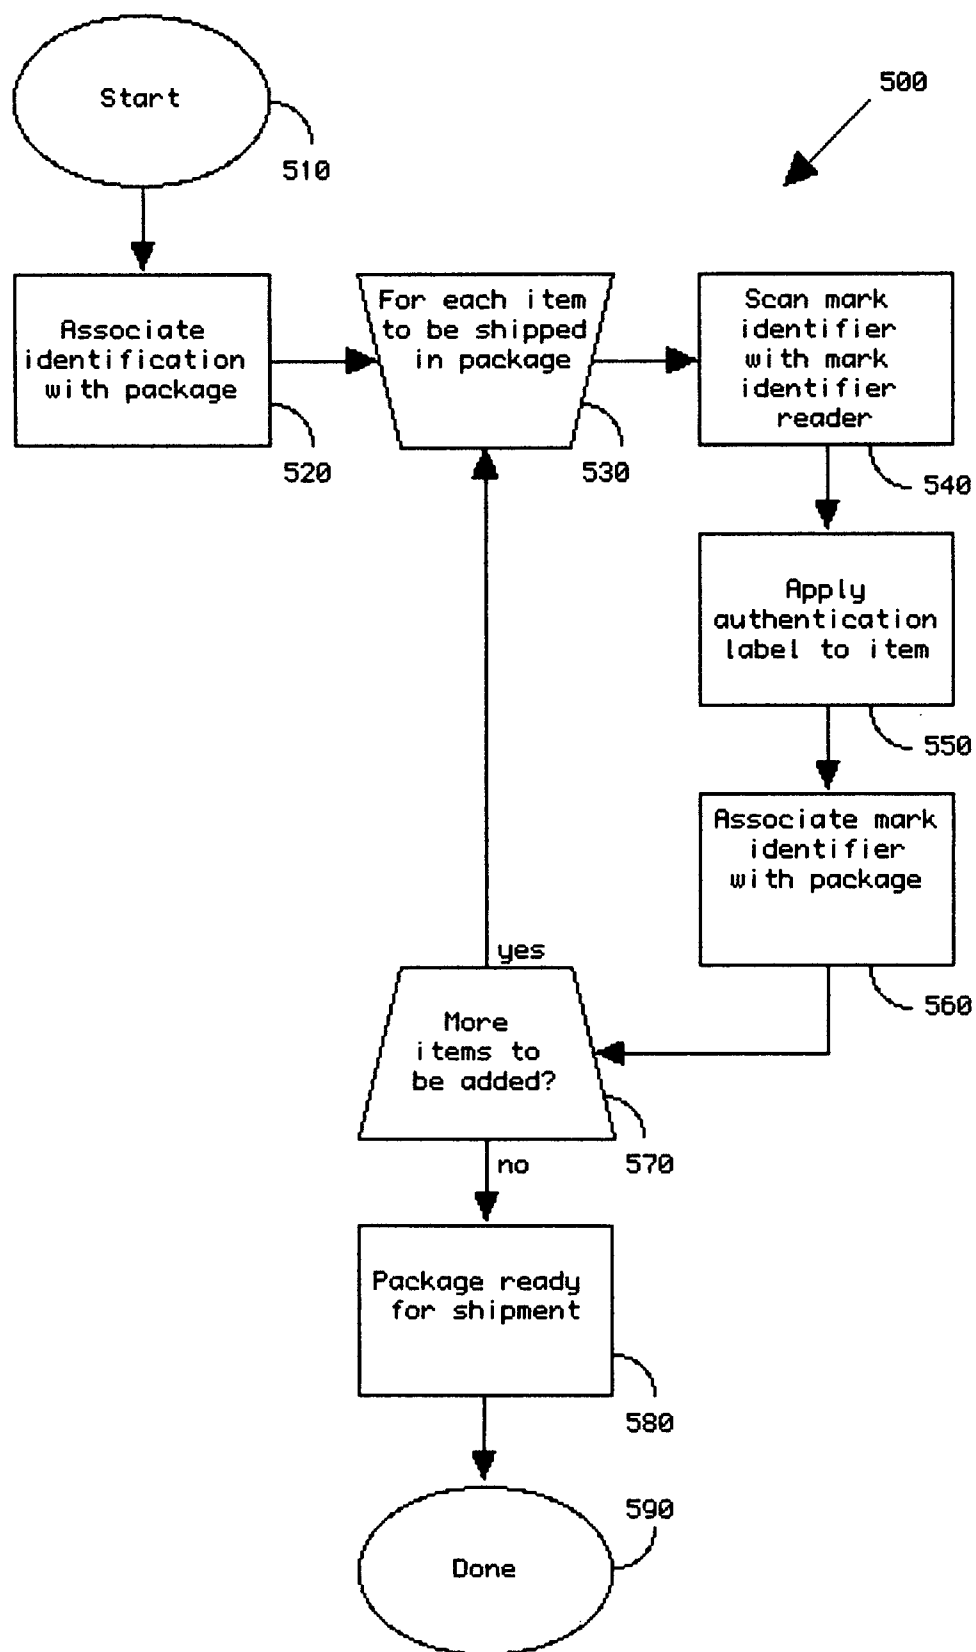 Start
510
500
Associate
identification
with package
520
For each item
to be shipped
in package
530
Scan mark
identifier
with mark
identifier
reader
540
Apply
authentication
label to item
550
Associate mark
identifier
with package
560
yes
More
items to
be added?
570
no
Package ready
for shipment
580
590
Done